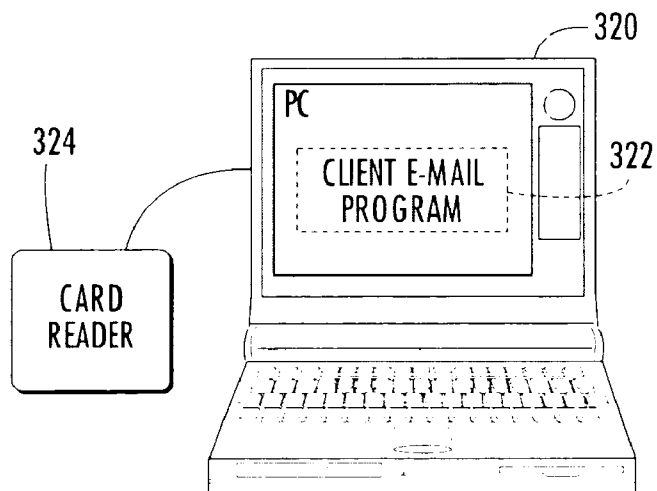 320
PC
324
322
CLIENT E-MAIL
PROGRAM
CARD
READER